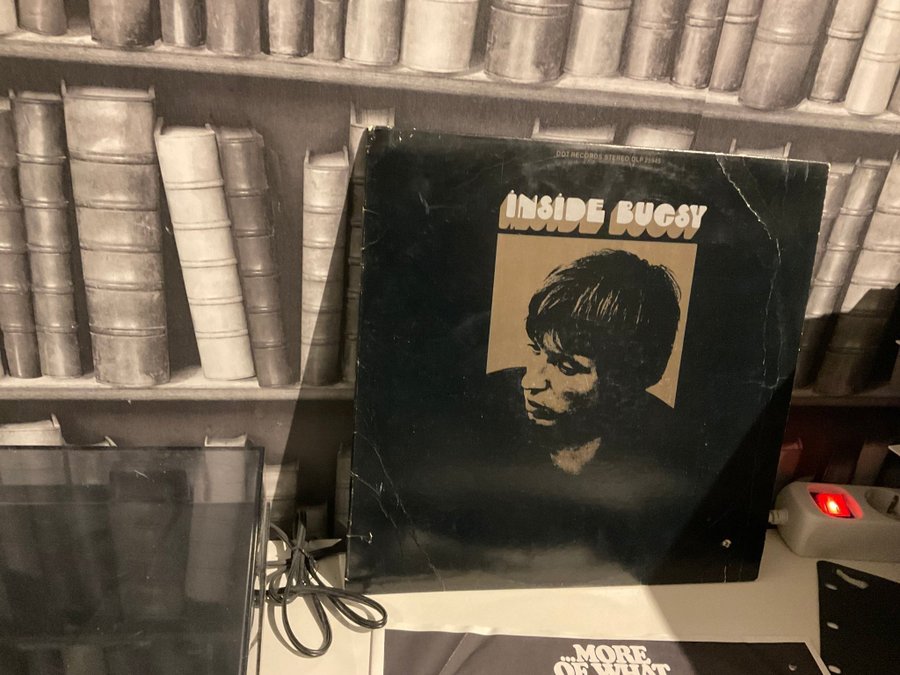 DOT RECORDS STEREO DLP 25945
INSIDE BUGSY
...MORE
OF WHAT